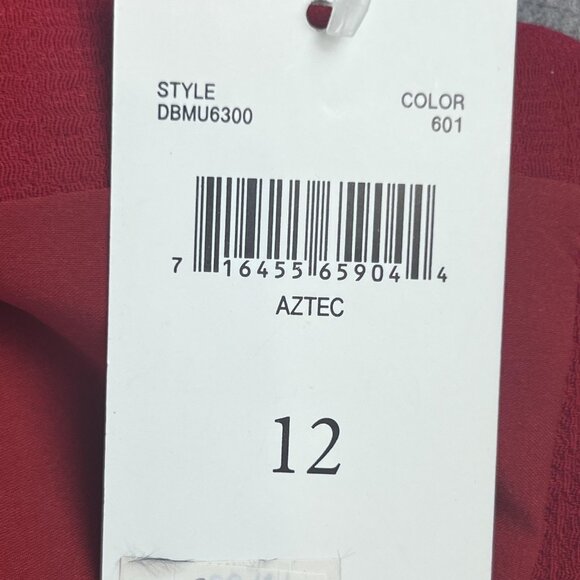 STYLE
DBMU6300
COLOR
601
7 16455 65904 4
AZTEC
12